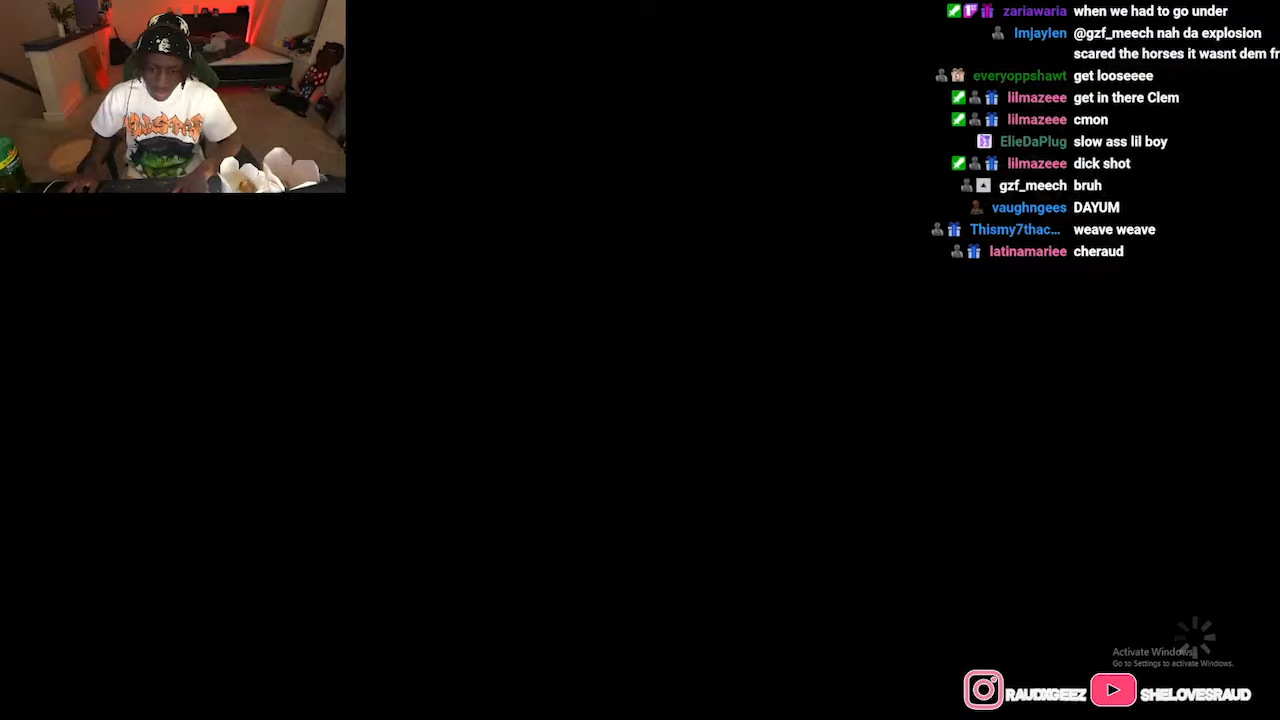 zariawaria when we had to go under
Imjaylen @gzf_meech nah da explosion
scared the horses it wasnt dem fr
everyoppshawt get looseeee
lilmazeee get in there Clem
lilmazeee cmon
ElieDaPlug slow ass lil boy
lilmazeee dick shot
gzf_meech bruh
vaughngees DAYUM
Thismy7thac... weave weave
latinamariee cheraud
Activate Windows
Go to Settings to activate Windows.
RAUDXGEEZ
SHELOVESRAUD